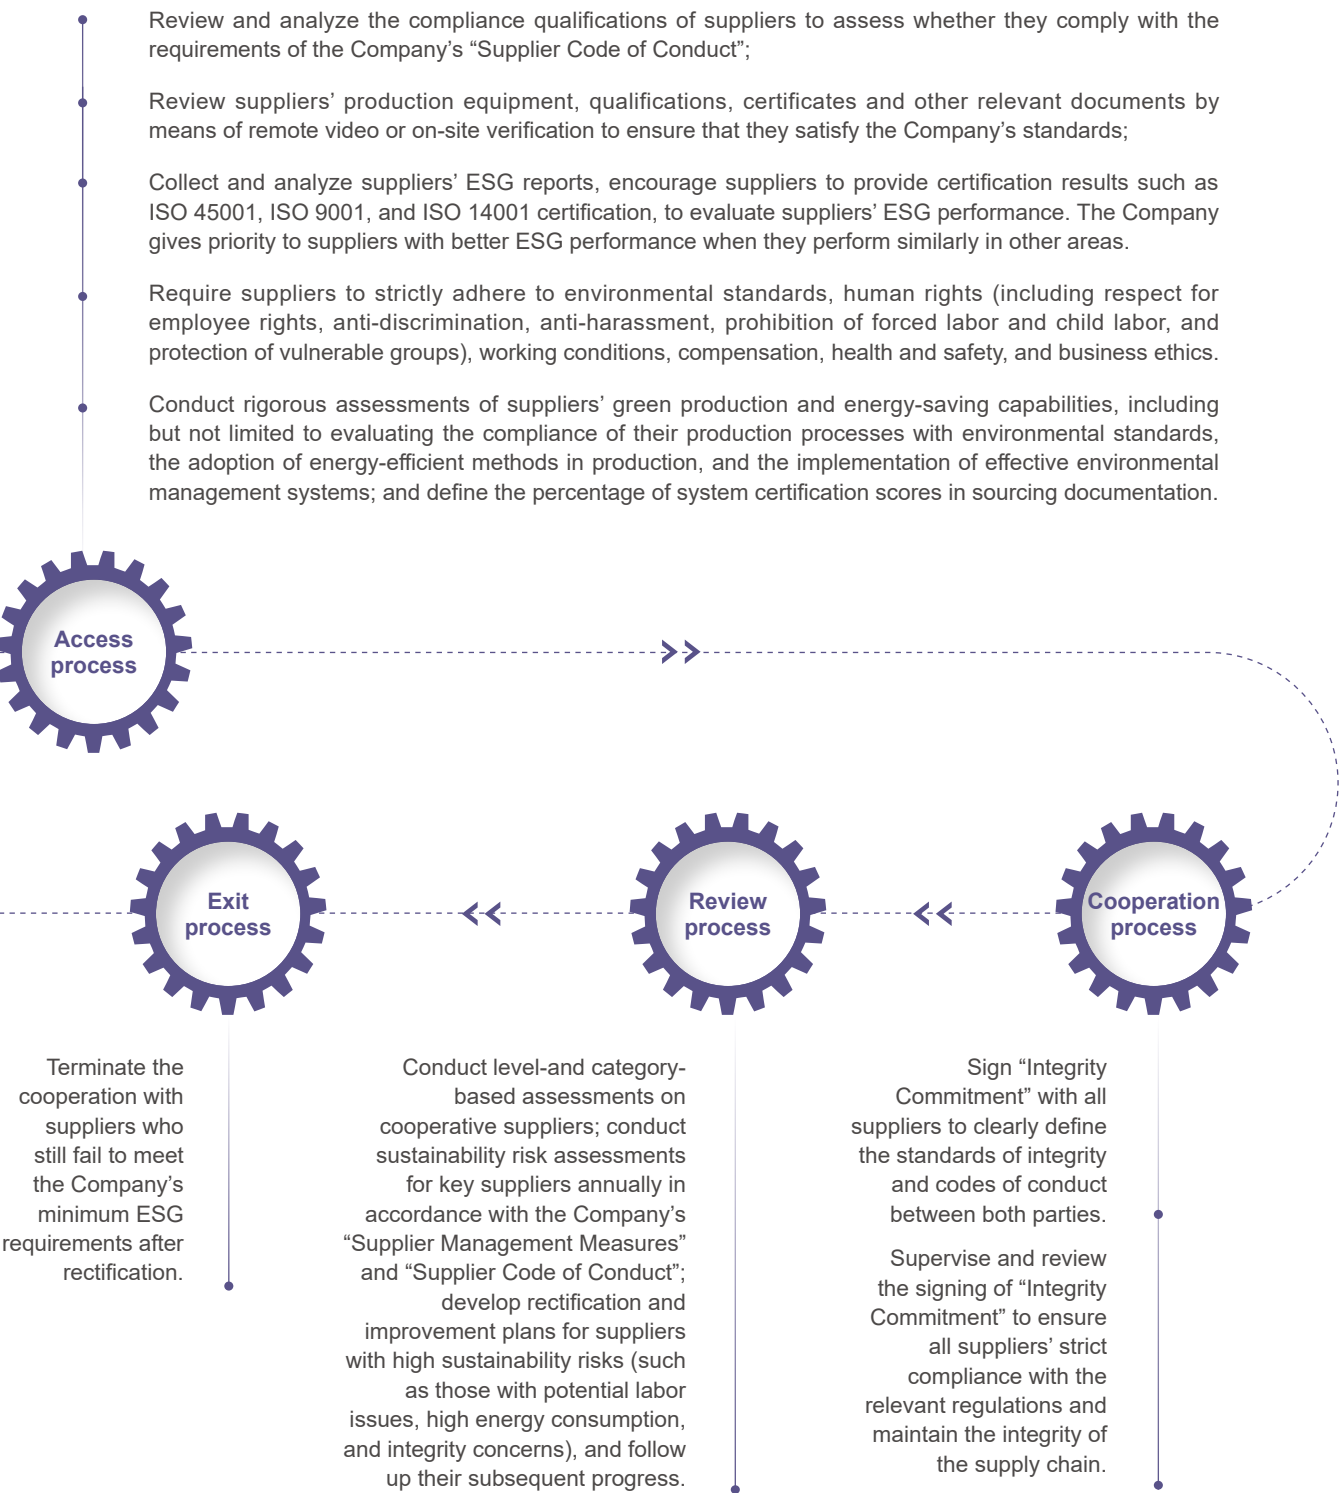 Review and analyze the compliance qualifications of suppliers to assess whether they comply with the
requirements of the Company’s “Supplier Code of Conduct”;
Review suppliers’ production equipment, qualifications, certificates and other relevant documents by
means of remote video or on-site verification to ensure that they satisfy the Company’s standards;
Collect and analyze suppliers’ ESG reports, encourage suppliers to provide certification results such as
ISO 45001, ISO 9001, and ISO 14001 certification, to evaluate suppliers’ ESG performance. The Company
gives priority to suppliers with better ESG performance when they perform similarly in other areas.
Require suppliers to strictly adhere to environmental standards, human rights (including respect for
employee rights, anti-discrimination, anti-harassment, prohibition of forced labor and child labor, and
protection of vulnerable groups), working conditions, compensation, health and safety, and business ethics.
Conduct rigorous assessments of suppliers’ green production and energy-saving capabilities, including
but not limited to evaluating the compliance of their production processes with environmental standards,
the adoption of energy-efficient methods in production, and the implementation of effective environmental
management systems; and define the percentage of system certification scores in sourcing documentation.
Access
process
Exit
process
Review
process
Cooperation
process
Terminate the
cooperation with
suppliers who
still fail to meet
the Company’s
minimum ESG
requirements after
rectification.
Conduct level-and category-
based assessments on
cooperative suppliers; conduct
sustainability risk assessments
for key suppliers annually in
accordance with the Company’s
“Supplier Management Measures”
and “Supplier Code of Conduct”;
develop rectification and
improvement plans for suppliers
with high sustainability risks (such
as those with potential labor
issues, high energy consumption,
and integrity concerns), and follow
up their subsequent progress.
Sign “Integrity
Commitment” with all
suppliers to clearly define
the standards of integrity
and codes of conduct
between both parties.
Supervise and review
the signing of “Integrity
Commitment” to ensure
all suppliers’ strict
compliance with the
relevant regulations and
maintain the integrity of
the supply chain.